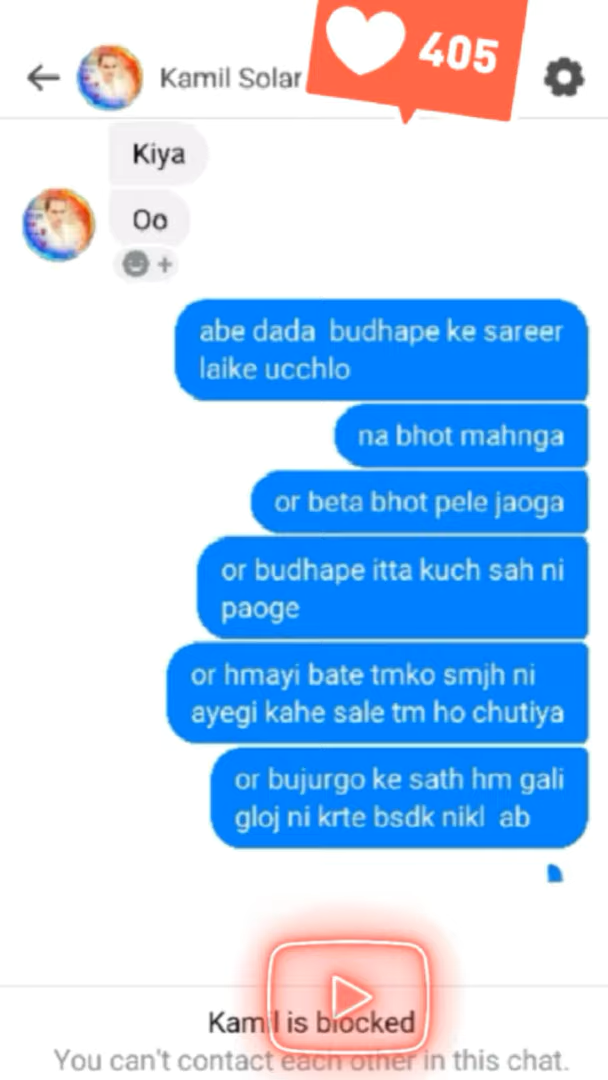 405
Kamil Solar
Kiya
Oo
abe dada budhape ke sareer
laike ucchlo
na bhot mahnga
or beta bhot pele jaoga
or budhape itta kuch sah ni
paoge
or hmayi bate tmko smjh ni
ayegi kahe sale tm ho chutiya
or bujurgo ke sath hm gali
gloj ni krte bsdk nikl ab
Kamil is blocked
You can't contact each other in this chat.